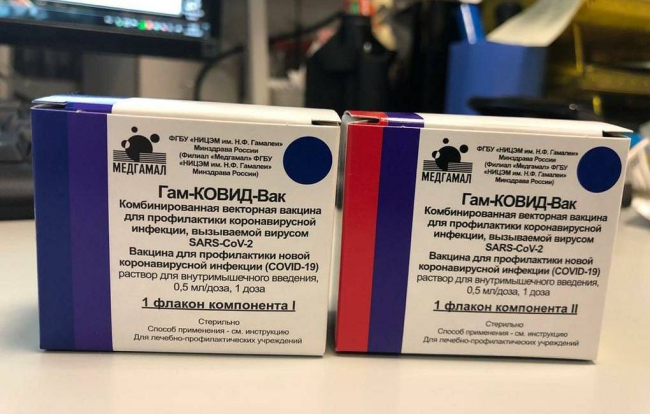 МЕДГАМАЛ
ФГБУ «НИЦЭМ им. Н.Ф. Гамалеи»
Минздрава России
(Филиал «Медгамал» ФГБУ
«НИЦЭМ им. Н.Ф. Гамалеи»
Минздрава России)
Гам-КОВИД-Вак
Комбинированная векторная вакцина
для профилактики коронавирусной
инфекции, вызываемой вирусом
SARS-CoV-2
Вакцина для профилактики новой
коронавирусной инфекции (COVID-19)
раствор для внутримышечного введения,
0,5 мл/доза, 1 доза
1 флакон компонента I
Стерильно
Способ применения - см. инструкцию
Для лечебно-профилактических учреждений
МЕДГАМАЛ
ФГБУ «НИЦЭМ им. Н.Ф. Гамалеи»
Минздрава России
(Филиал «Медгамал» ФГБУ
«НИЦЭМ им. Н.Ф. Гамалеи»
Минздрава России)
Гам-КОВИД-Вак
Комбинированная векторная вакцина
для профилактики коронавирусной
инфекции, вызываемой вирусом
SARS-CoV-2
Вакцина для профилактики новой
коронавирусной инфекции (COVID-19)
раствор для внутримышечного введения,
0,5 мл/доза, 1 доза
1 флакон компонента II
Стерильно
Способ применения - см. инструкцию
Для лечебно-профилактических учреждений